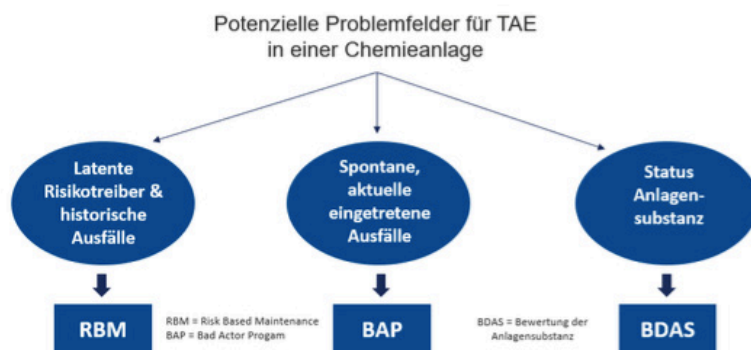 Potenzielle Problemfelder für TAE
in einer Chemieanlage
Latente
Risikotreiber &
historische
Ausfälle
Spontane,
aktuelle
eingetretene
Ausfälle
Status
Anlagen-
substanz
RBM
RBM = Risk Based Maintenance
BAP = Bad Actor Progam
BAP
BDAS = Bewertung der
Anlagensubstanz
BDAS